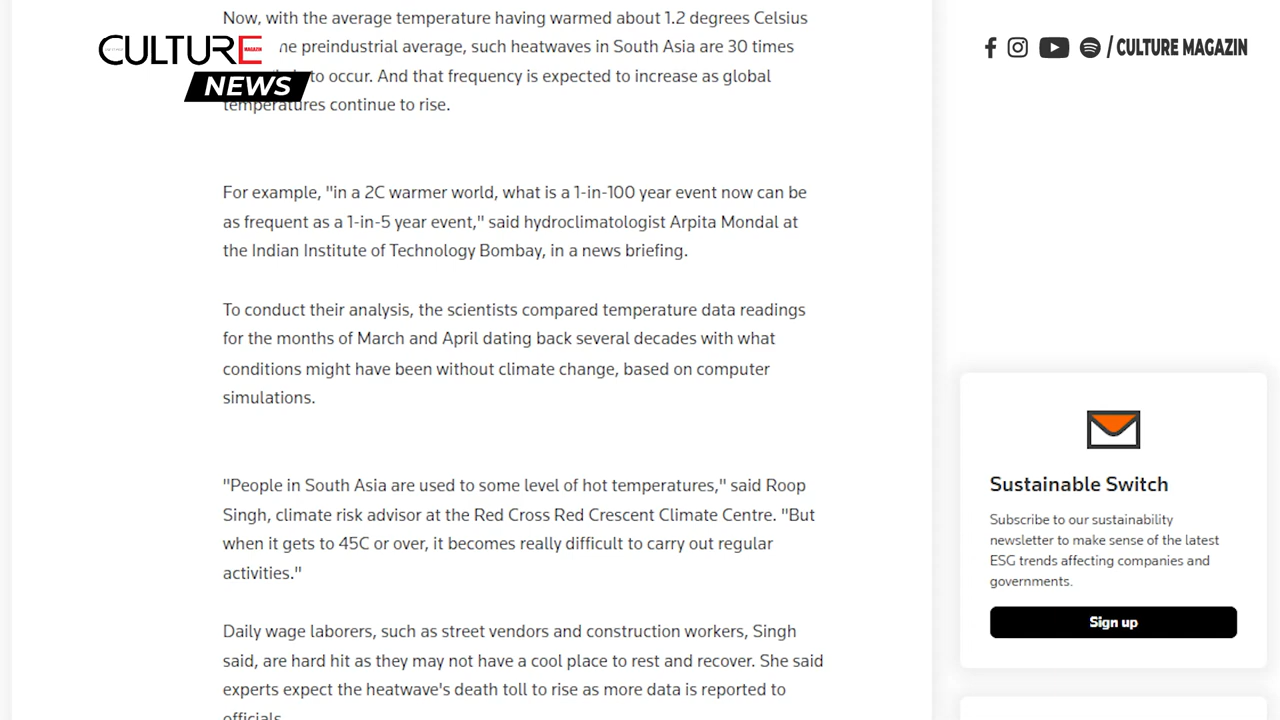 Now, with the average temperature having warmed about 1.2 degrees Celsius
preindustrial average, such heatwaves in South Asia are 30 times
to occur. And that frequency is expected to increase as global
temperatures continue to rise.
CULTURE
MAGAZIN
NEWS
/ CULTURE MAGAZIN
For example, "in a 2C warmer world, what is a 1-in-100 year event now can be
as frequent as a 1-in-5 year event," said hydroclimatologist Arpita Mondal at
the Indian Institute of Technology Bombay, in a news briefing.
To conduct their analysis, the scientists compared temperature data readings
for the months of March and April dating back several decades with what
conditions might have been without climate change, based on computer
simulations.
"People in South Asia are used to some level of hot temperatures," said Roop
Singh, climate risk advisor at the Red Cross Red Crescent Climate Centre. "But
when it gets to 45C or over, it becomes really difficult to carry out regular
activities."
Daily wage laborers, such as street vendors and construction workers, Singh
said, are hard hit as they may not have a cool place to rest and recover. She said
experts expect the heatwave's death toll to rise as more data is reported to
officials.
Sustainable Switch
Subscribe to our sustainability
newsletter to make sense of the latest
ESG trends affecting companies and
governments.
Sign up